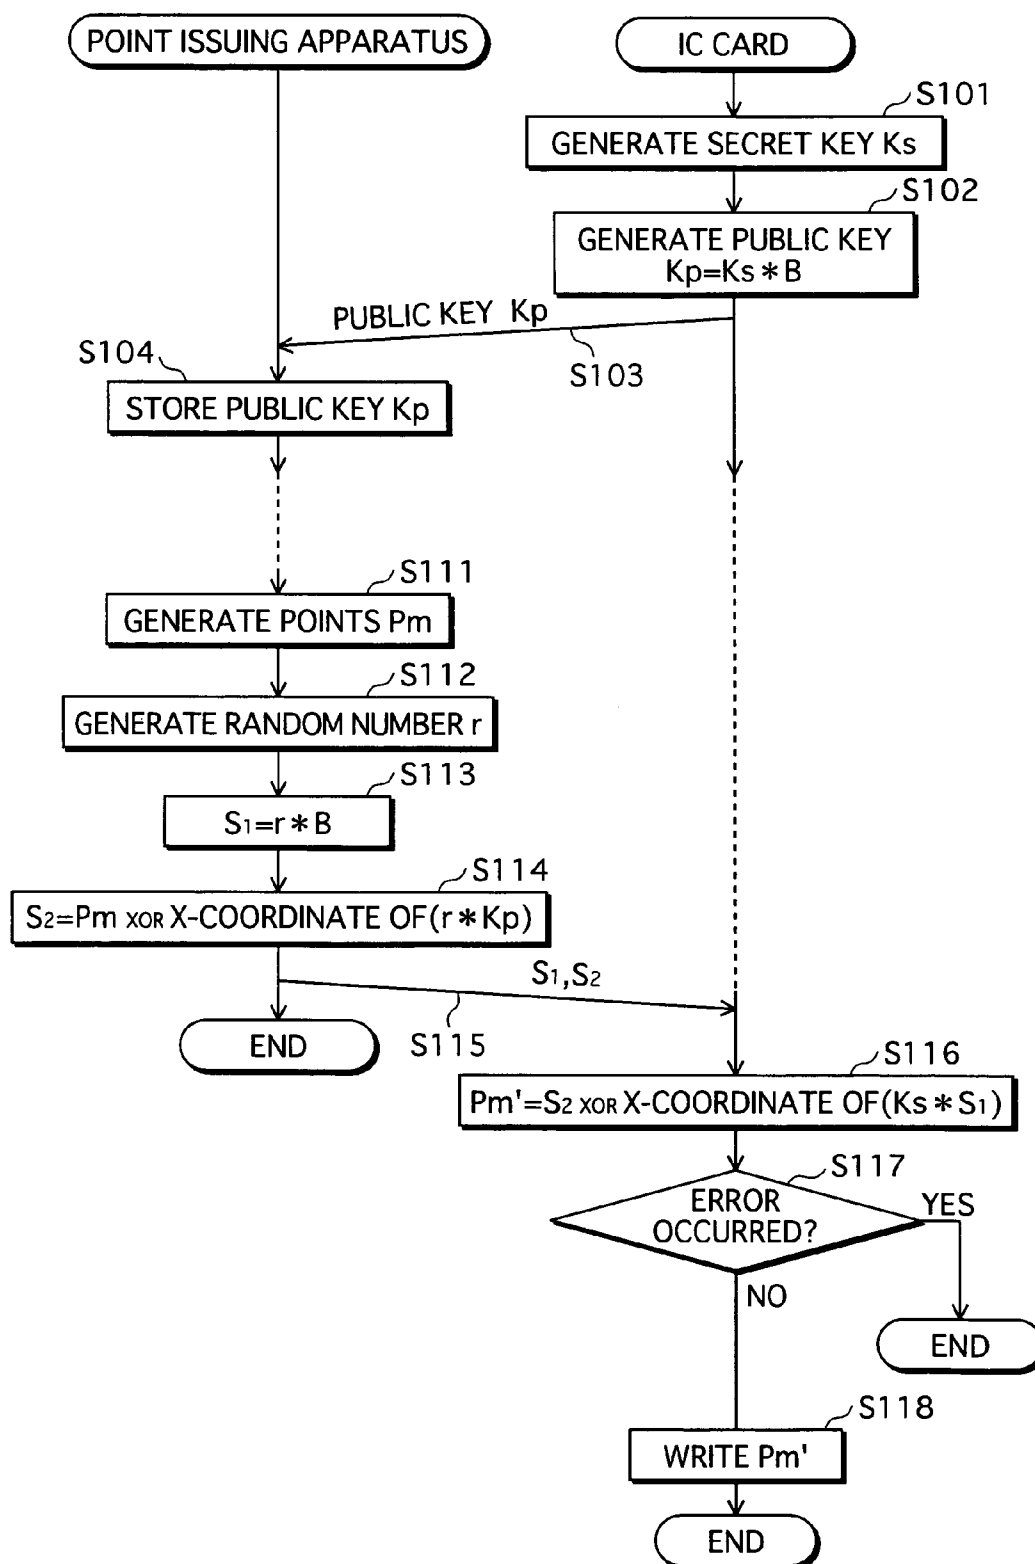 POINT ISSUING APPARATUS
IC CARD
S101
GENERATE SECRET KEY Ks
S102
GENERATE PUBLIC KEY
Kp=Ks*B
PUBLIC KEY Kp
S103
S104
STORE PUBLIC KEY Kp
S111
GENERATE POINTS Pm
S112
GENERATE RANDOM NUMBER r
S113
S1=r*B
S114
S2=Pm XOR X-COORDINATE OF(r*Kp)
S1,S2
S115
END
S116
Pm'=S2 XOR X-COORDINATE OF(Ks*S1)
S117
ERROR
OCCURRED?
YES
NO
END
S118
WRITE Pm'
END